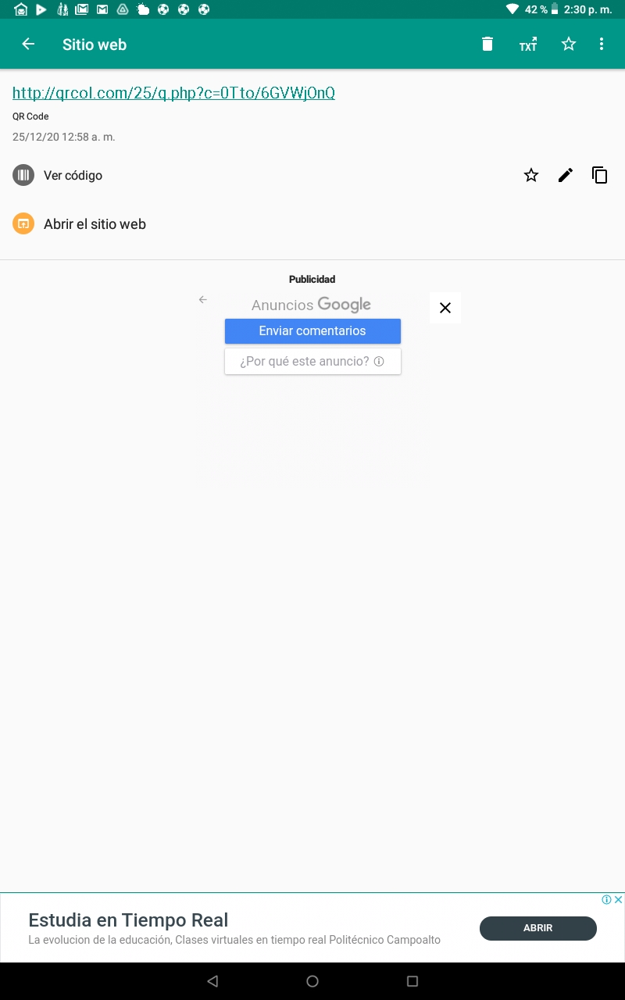 42 % 2:30 p. m.
Sitio web
TXT
http://qrcol.com/25/q.php?c=0Tto/6GVWjOnQ
QR Code
25/12/20 12:58 a. m.
Ver código
Abrir el sitio web
Publicidad
Anuncios Google
Enviar comentarios
¿Por qué este anuncio?
Estudia en Tiempo Real
La evolucion de la educación, Clases virtuales en tiempo real Politécnico Campoalto
ABRIR